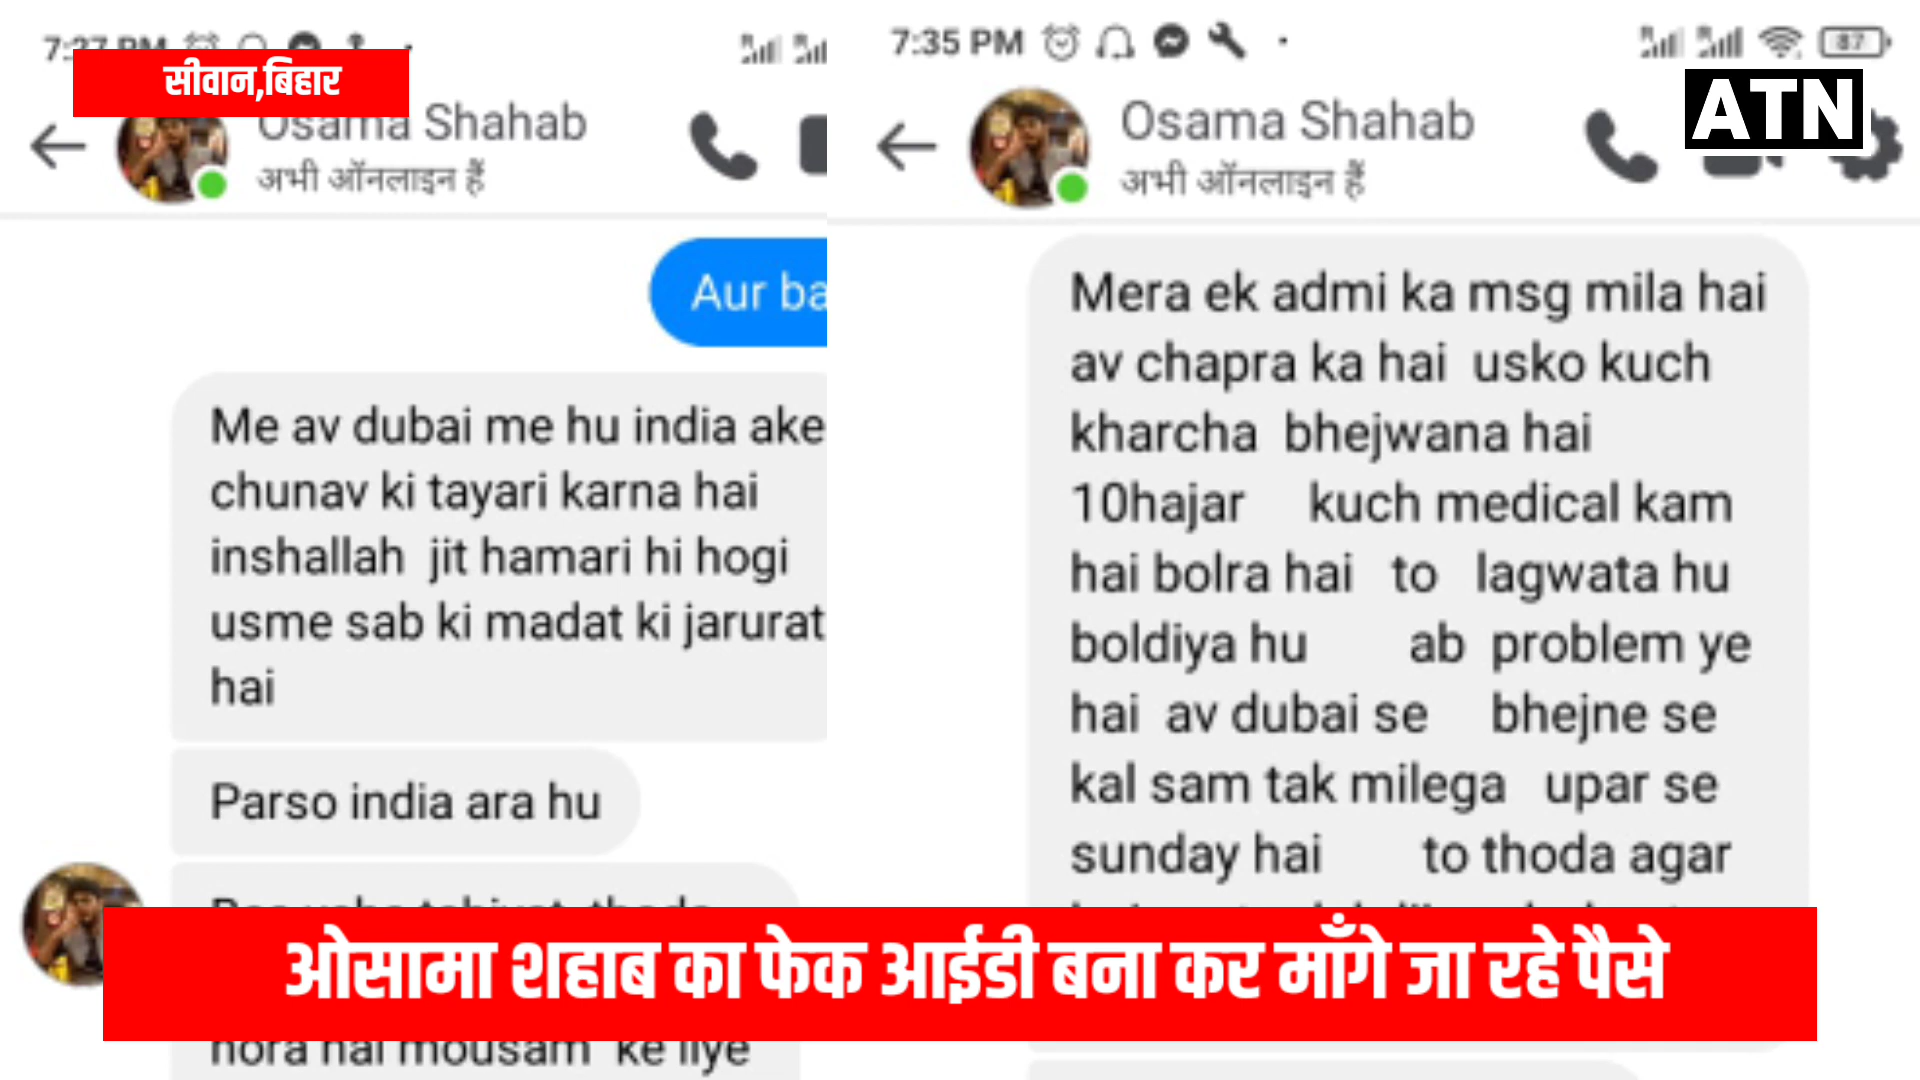 7:35 PM
87
सीवान,बिहार
ATN
Osama Shahab
अभी ऑनलाइन हैं
Aur ba
Me av dubai me hu india ake
chunav ki tayari karna hai
inshallah jit hamari hi hogi
usme sab ki madat ki jarurat
hai
Parso india ara hu
hora hai mousam ke liye
Osama Shahab
अभी ऑनलाइन हैं
Mera ek admi ka msg mila hai
av chapra ka hai usko kuch
kharcha bhejwana hai
10hajar kuch medical kam
hai bolra hai to lagwata hu
boldiya hu ab problem ye
hai av dubai se bhejne se
kal sam tak milega upar se
sunday hai to thoda agar
ओसामा शहाब का फेक आईडी बना कर माँगे जा रहे पैसे